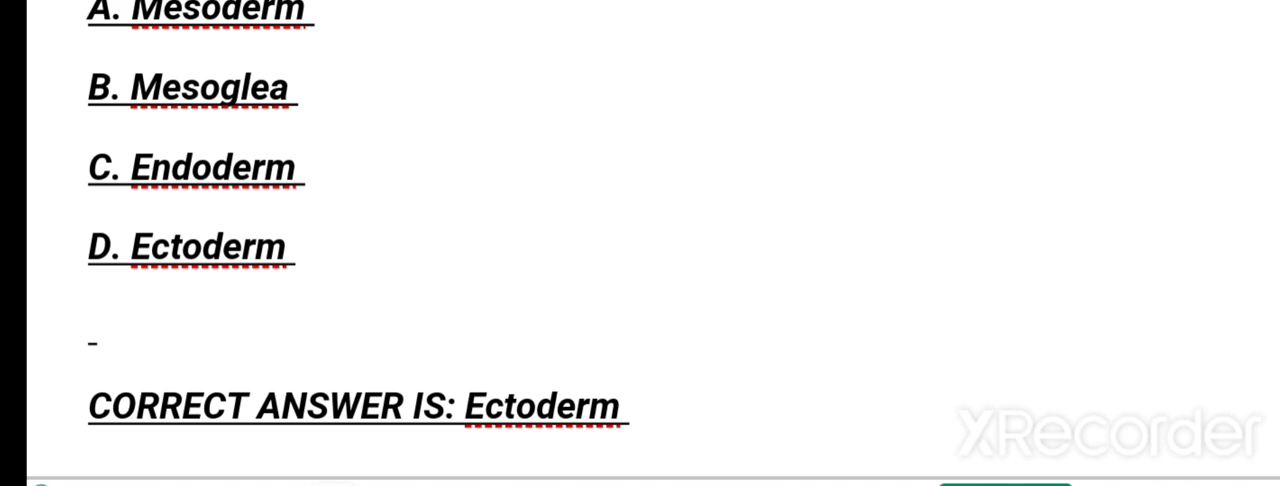 A. Mesoderm
B. Mesoglea
C. Endoderm
D. Ectoderm
-
CORRECT ANSWER IS: Ectoderm
XRecorder